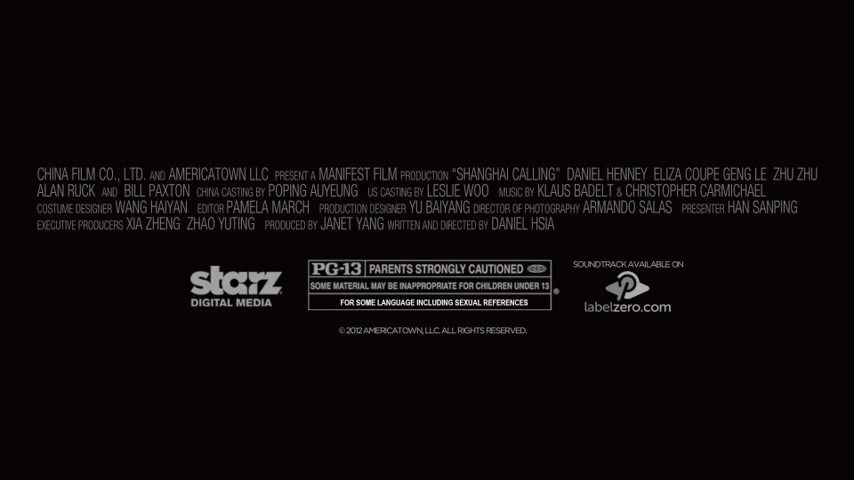 CHINA FILM CO., LTD. AND AMERICATOWN LLC PRESENT A MANIFEST FILM PRODUCTION "SHANGHAI CALLING" DANIEL HENNEY ELIZA COUPE GENG LE ZHU ZHU
ALAN RUCK AND BILL PAXTON CHINA CASTING BY POPING AUYEUNG US CASTING BY LESLIE WOO MUSIC BY KLAUS BADELT & CHRISTOPHER CARMICHAEL
COSTUME DESIGNER WANG HAIYAN EDITOR PAMELA MARCH PRODUCTION DESIGNER YU BAIYANG DIRECTOR OF PHOTOGRAPHY ARMANDO SALAS PRESENTER HAN SANPING
EXECUTIVE PRODUCERS XIA ZHENG ZHAO YUTING PRODUCED BY JANET YANG WRITTEN AND DIRECTED BY DANIEL HSIA
starz
DIGITAL MEDIA
PG-13 PARENTS STRONGLY CAUTIONED
SOME MATERIAL MAY BE INAPPROPRIATE FOR CHILDREN UNDER 13
®
FOR SOME LANGUAGE INCLUDING SEXUAL REFERENCES
SOUNDTRACK AVAILABLE ON
labelzero.com
© 2012 AMERICATOWN, LLC. ALL RIGHTS RESERVED.